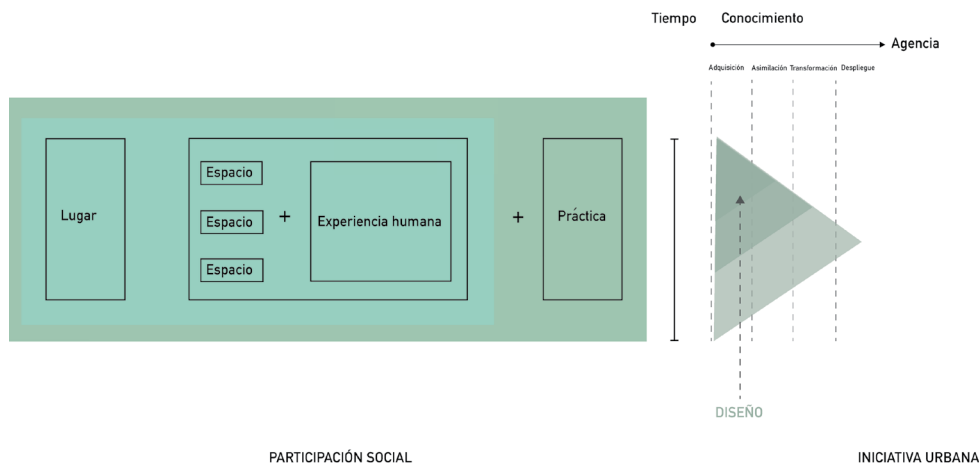 Tiempo
Conocimiento
Agencia
Adquisición
Asimilación
Transformación
Despliegue
Lugar
Espacio
Espacio
Espacio
+
Experiencia humana
+
Práctica
DISEÑO
PARTICIPACIÓN SOCIAL
INICIATIVA URBANA